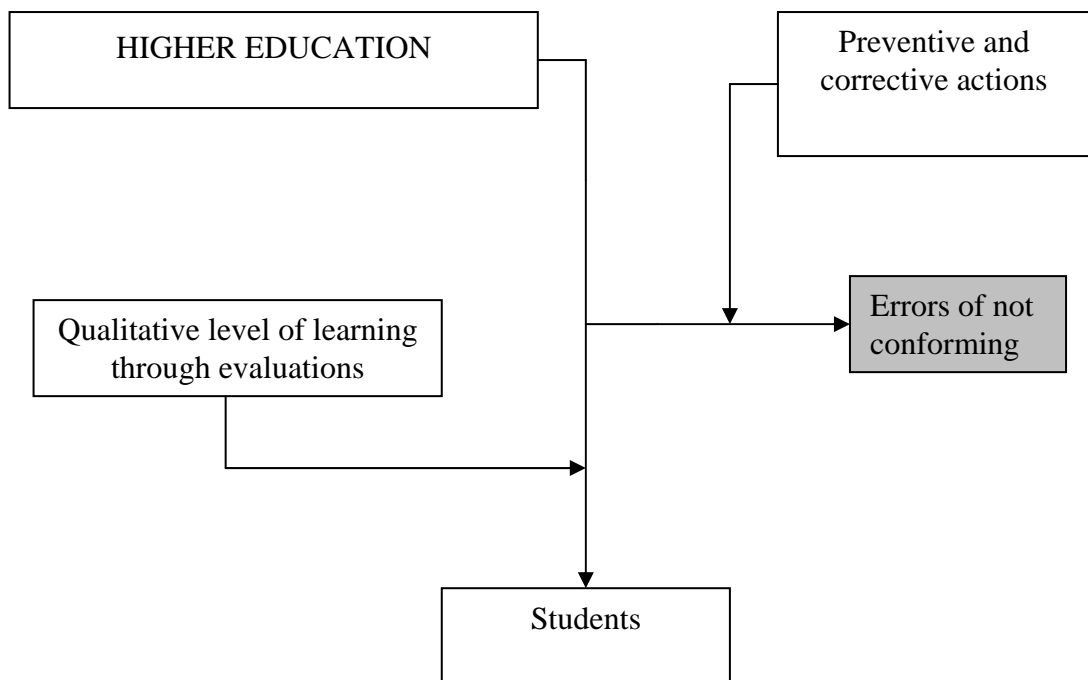 HIGHER EDUCATION
Preventive and
corrective actions
Qualitative level of learning
through evaluations
Errors of not
conforming
Students